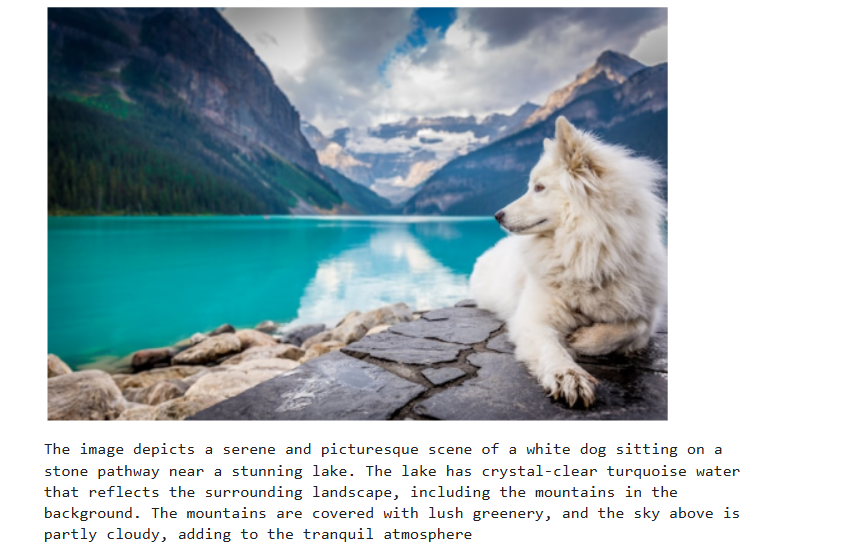 The image depicts a serene and picturesque scene of a white dog sitting on a
stone pathway near a stunning lake. The lake has crystal-clear turquoise water
that reflects the surrounding landscape, including the mountains in the
background. The mountains are covered with lush greenery, and the sky above is
partly cloudy, adding to the tranquil atmosphere